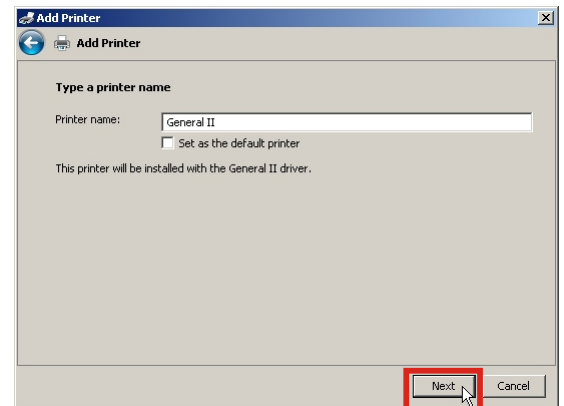 Add Printer
Add Printer
Type a printer name
Printer name: General II
Set as the default printer
This printer will be installed with the General II driver.
Next Cancel